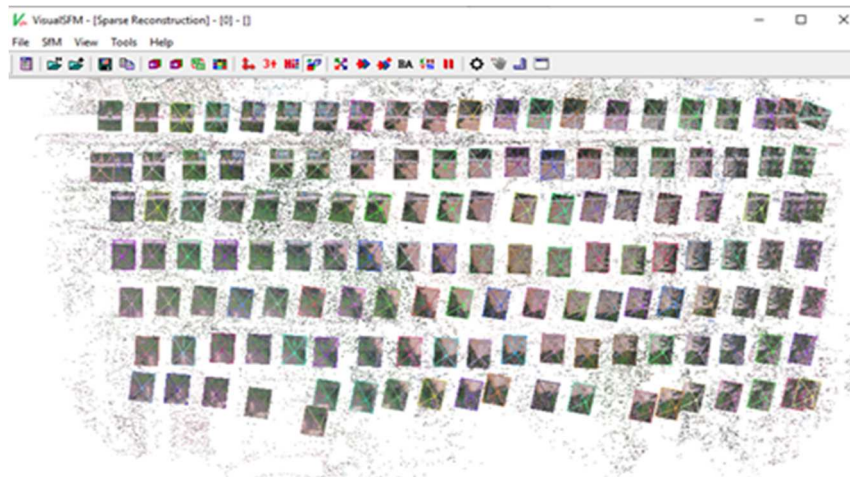 VisualSFM - [Sparse Reconstruction] - [0] - []
File SfM View Tools Help
3+ BA